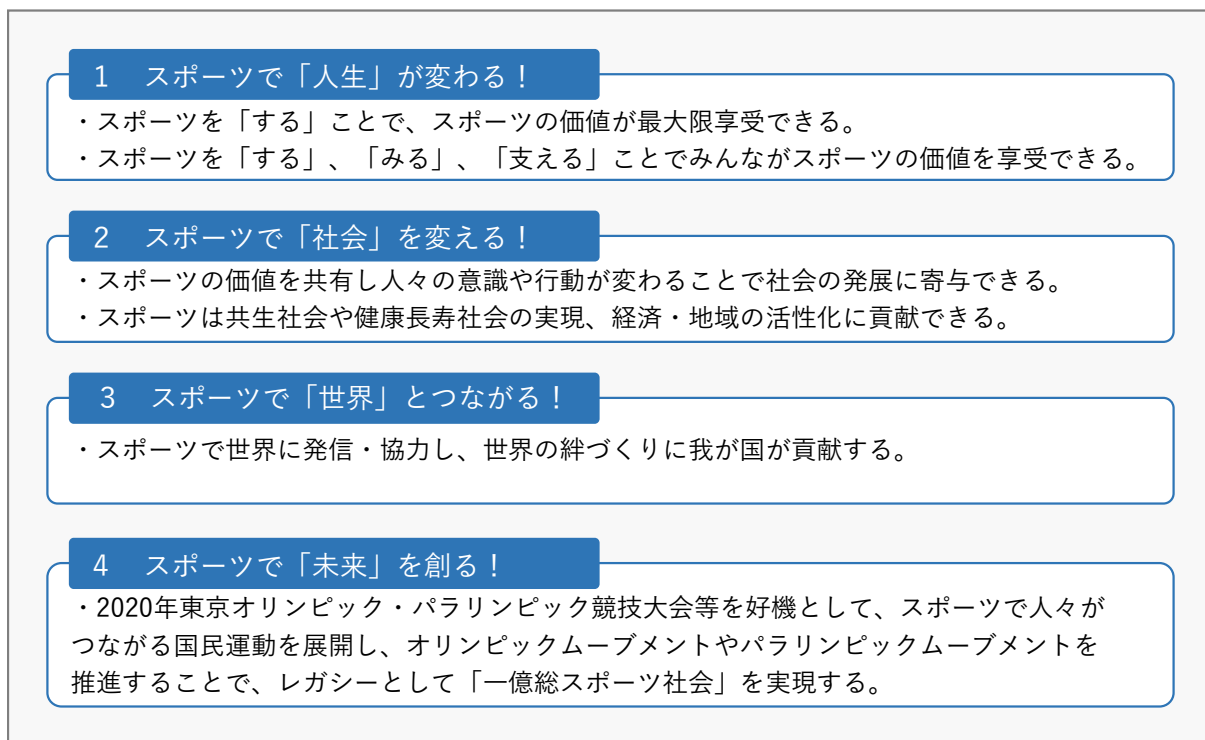 1 スポーツで「人生」が変わる！
・スポーツを「する」ことで、スポーツの価値が最大限享受できる。
・スポーツを「する」、「みる」、「支える」ことでみんながスポーツの価値を享受できる。
2 スポーツで「社会」を変える！
・スポーツの価値を共有し人々の意識や行動が変わることで社会の発展に寄与できる。
・スポーツは共生社会や健康長寿社会の実現、経済・地域の活性化に貢献できる。
3 スポーツで「世界」とつながる！
・スポーツで世界に発信・協力し、世界の絆づくりに我が国が貢献する。
4 スポーツで「未来」を創る！
・2020年東京オリンピック・パラリンピック競技大会等を好機として、スポーツで人々が
つながる国民運動を展開し、オリンピックムーブメントやパラリンピックムーブメントを
推進することで、レガシーとして「一億総スポーツ社会」を実現する。